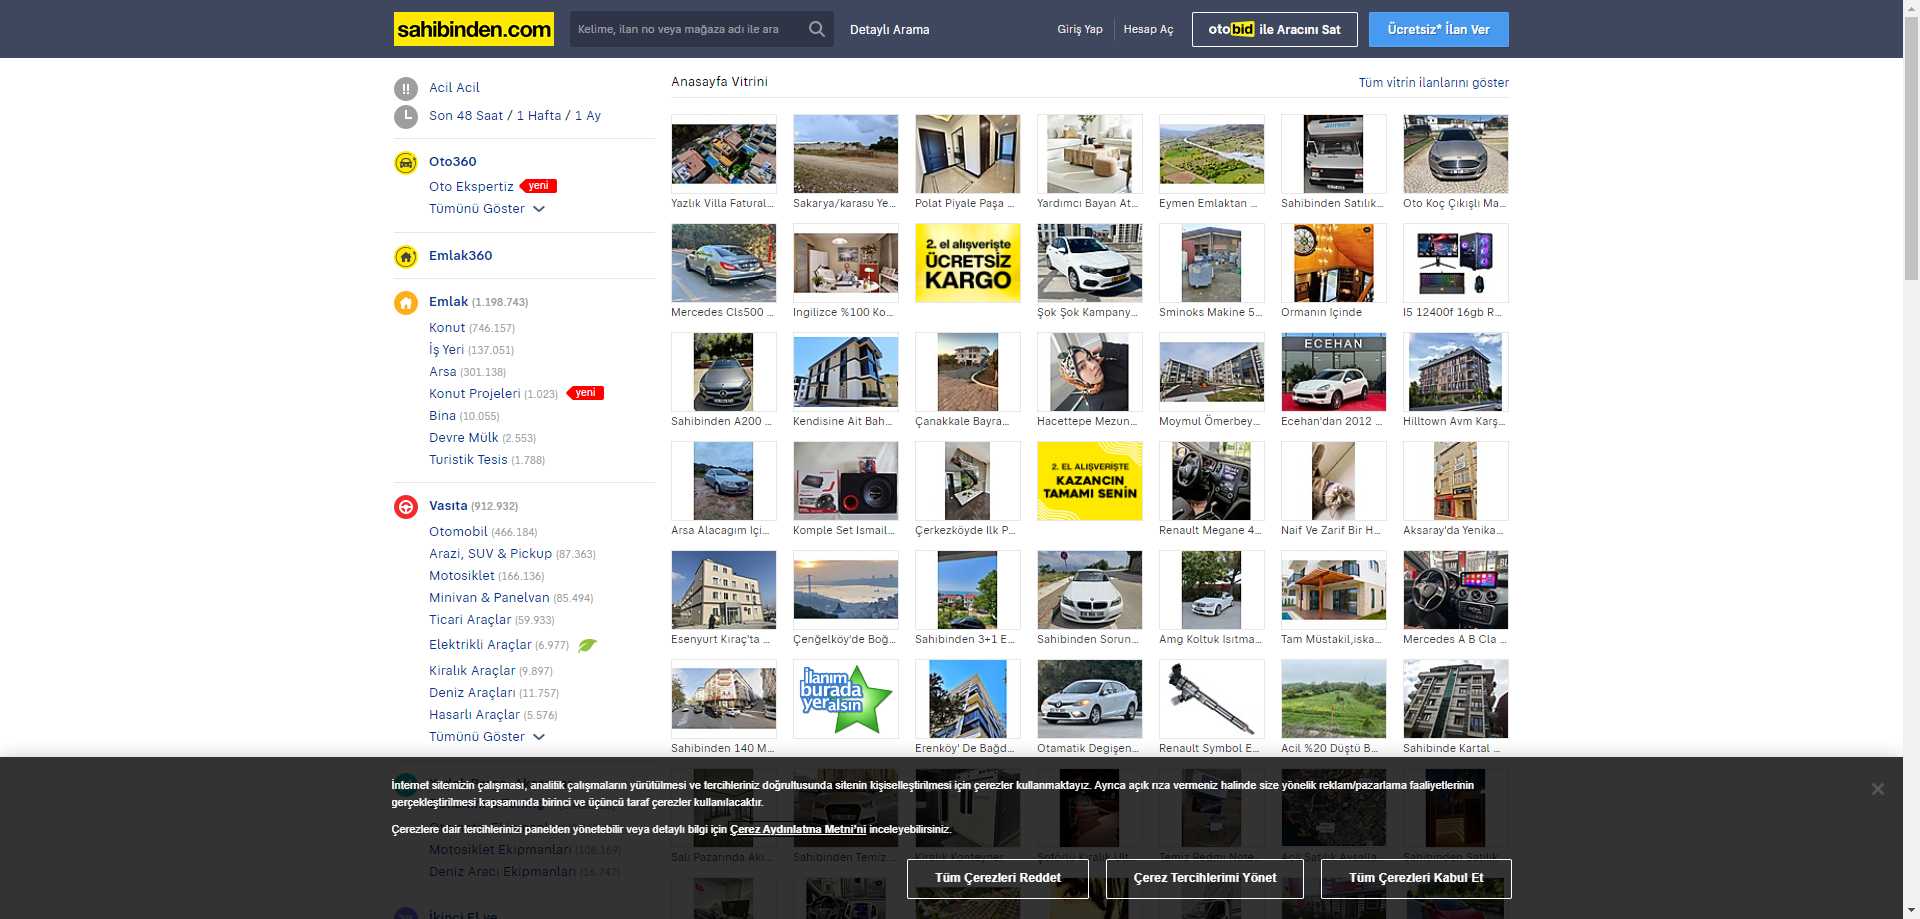 sahibinden.com
Kelime, ilan no veya mağaza adı ile ara
Detaylı Arama
Giriş Yap
Hesap Aç
otobid ile Aracını Sat
Ücretsiz* İlan Ver
Acil Acil
Son 48 Saat / 1 Hafta / 1 Ay
Oto360
Oto Ekspertiz yeni
Tümünü Göster
Emlak360
Emlak (1.198.743)
Konut (746.157)
İş Yeri (137.051)
Arsa (301.138)
Konut Projeleri (1.023) yeni
Bina (10.055)
Devre Mülk (2.553)
Turistik Tesis (1.788)
Vasıta (912.932)
Otomobil (466.184)
Arazi, SUV & Pickup (87.363)
Motosiklet (166.136)
Minivan & Panelvan (85.494)
Ticari Araçlar (59.933)
Elektrikli Araçlar (6.977)
Kiralık Araçlar (9.897)
Deniz Araçları (11.757)
Hasarlı Araçlar (5.576)
Tümünü Göster
Motosiklet Ekipmanları (108.169)
Deniz Aracı Ekipmanları (16.747)
İkinci El ve
Anasayfa Vitrini
Tüm vitrin ilanlarını göster
Yazlık Villa Fatural...
Sakarya/karasu Ye...
Polat Piyale Paşa ...
Yardımcı Bayan At...
Eymen Emlaktan ...
Sahibinden Satılık...
Oto Koç Çıkışlı Ma...
2. el alışverişte
ÜCRETSİZ
KARGO
Mercedes Cls500 ...
Ingilizce %100 Ko...
Şok Şok Kampany...
Sminoks Makine 5...
Ormanın Içinde
I5 12400f 16gb R...
ECEHAN
Sahibinden A200 ...
Kendisine Ait Bah...
Çanakkale Bayra...
Hacettepe Mezun...
Moymul Ömerbey...
Ecehan'dan 2012 ...
Hilltown Avm Karş...
2. EL ALIŞVERİŞTE
KAZANCIN
TAMAMI SENİN
Arsa Alacagım Içi...
Komple Set Ismail...
Çerkezköyde Ilk P...
Renault Megane 4...
Naif Ve Zarif Bir H...
Aksaray'da Yenika...
Esenyurt Kıraç'ta ...
Çengelköy'de Boğ...
Sahibinden 3+1 E...
Sahibinden Sorun...
Amg Koltuk Isıtma...
Tam Müstakil,iska...
Mercedes A B Cla ...
ilanım
burada
yer alsın
Sahibinden 140 M...
Erenköy' De Bağd...
Otamatik Degişen...
Renault Symbol E...
Acil %20 Düştü B...
Sahibinde Kartal ...
Salı Pazarında Akı...
Sahibinden Temiz...
Kiralık Konteyner
Şoförlü Kiralık Ult...
Temiz Redmı Note...
Acil Satılık Avsalla...
Sahibinden Satılık...
İnternet sitemizin çalışması, analitik çalışmaların yürütülmesi ve tercihleriniz doğrultusunda sitenin kişiselleştirilmesi için çerezler kullanmaktayız. Ayrıca açık rıza vermeniz halinde size yönelik reklam/pazarlama faaliyetlerinin
gerçekleştirilmesi kapsamında birinci ve üçüncü taraf çerezler kullanılacaktır.
Çerezlere dair tercihlerinizi panelden yönetebilir veya detaylı bilgi için Çerez Aydınlatma Metni'ni inceleyebilirsiniz.
Tüm Çerezleri Reddet
Çerez Tercihlerimi Yönet
Tüm Çerezleri Kabul Et